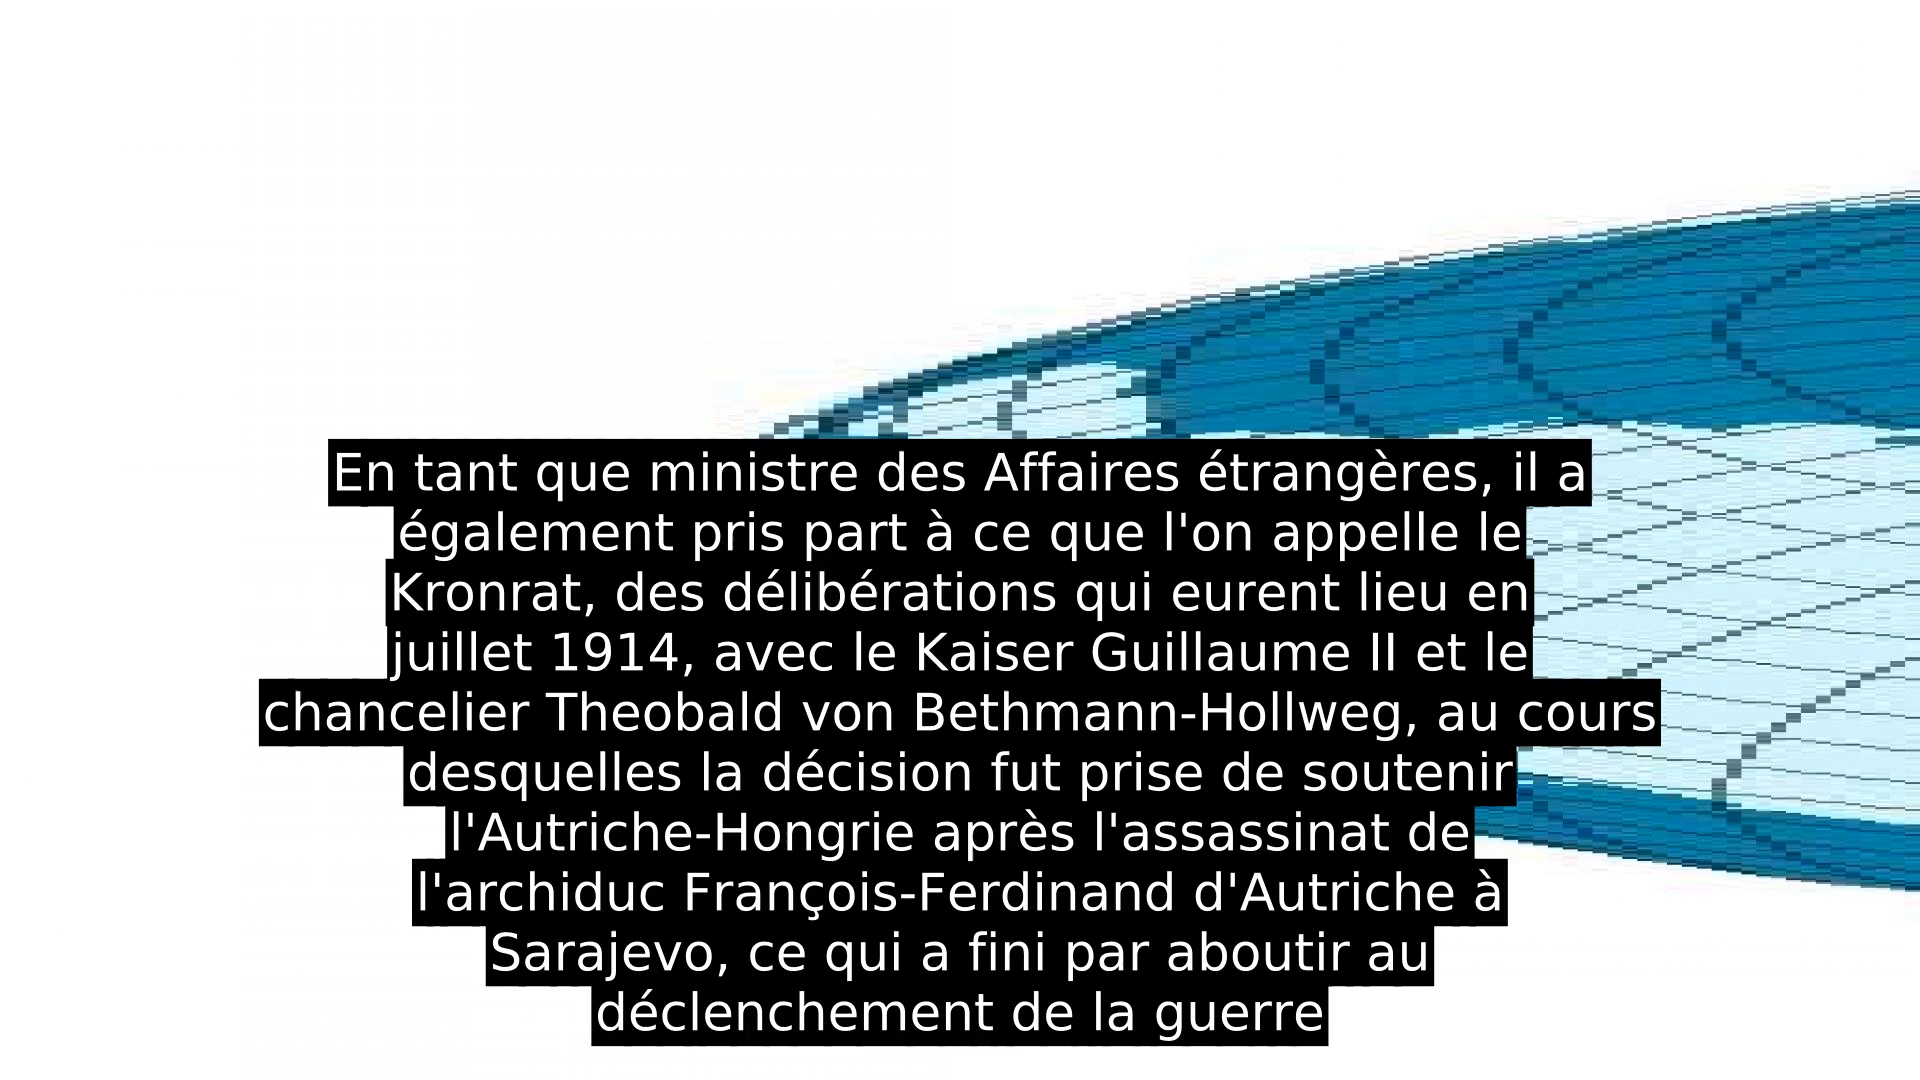 En tant que ministre des Affaires étrangères, il a
également pris part à ce que l'on appelle le
Kronrat, des délibérations qui eurent lieu en
juillet 1914, avec le Kaiser Guillaume II et le
chancelier Theobald von Bethmann-Hollweg, au cours
desquelles la décision fut prise de soutenir
l'Autriche-Hongrie après l'assassinat de
l'archiduc François-Ferdinand d'Autriche à
Sarajevo, ce qui a fini par aboutir au
déclenchement de la guerre